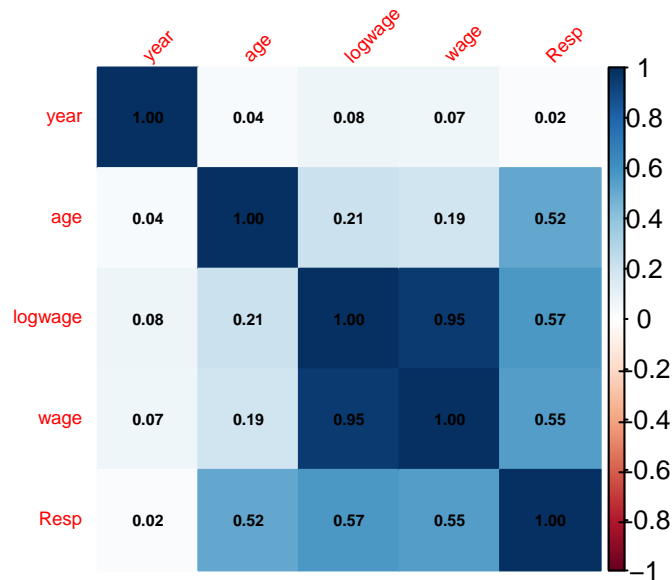 year age logwage wage Resp
year 1.00 0.04 0.08 0.07 0.02
age 0.04 1.00 0.21 0.19 0.52
logwage 0.08 0.21 1.00 0.95 0.57
wage 0.07 0.19 0.95 1.00 0.55
Resp 0.02 0.52 0.57 0.55 1.00
1
0.8
0.6
0.4
0.2
0
−0.2
−0.4
−0.6
−0.8
−1